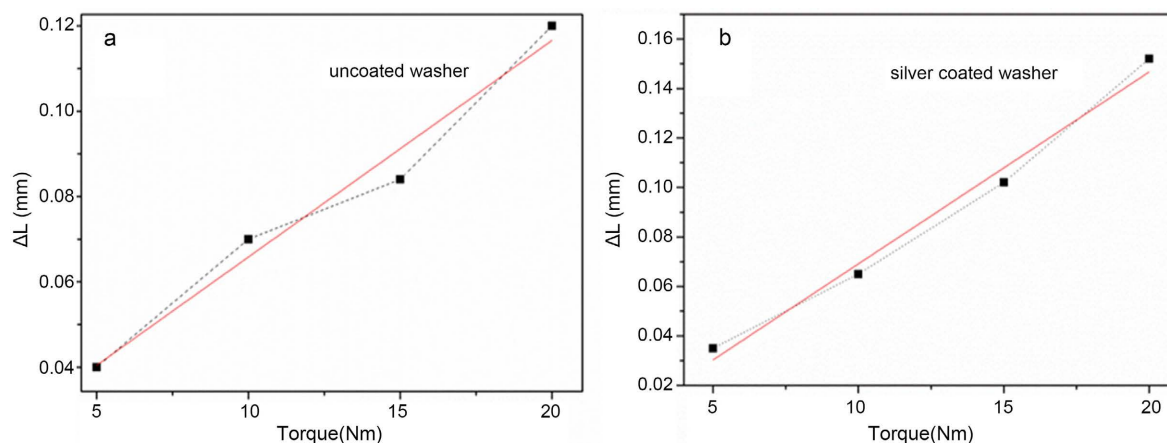 a
uncoated washer
0.12
0.10
0.08
0.06
0.04
ΔL (mm)
5 10 15 20
Torque(Nm)
b
silver coated washer
0.16
0.14
0.12
0.10
0.08
0.06
0.04
0.02
ΔL (mm)
5 10 15 20
Torque(Nm)